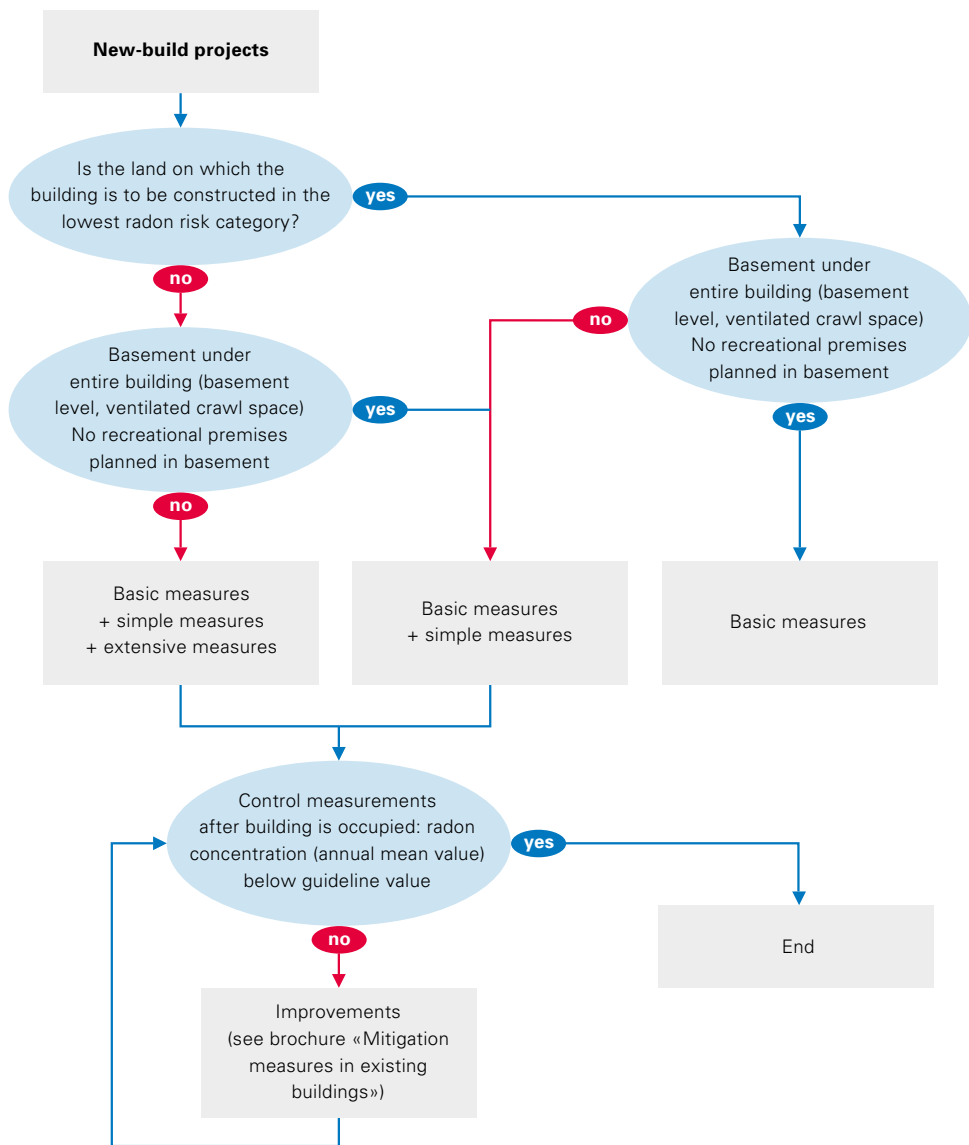 New-build projects
Is the land on which the
building is to be constructed in the
lowest radon risk category?
yes
no
Basement under
entire building (basement
level, ventilated crawl space)
No recreational premises
planned in basement
no
yes
Basement under
entire building (basement
level, ventilated crawl space)
No recreational premises
planned in basement
yes
no
Basic measures
+ simple measures
+ extensive measures
Basic measures
+ simple measures
Basic measures
Control measurements
after building is occupied: radon
concentration (annual mean value)
below guideline value
yes
no
End
Improvements
(see brochure «Mitigation
measures in existing
buildings»)